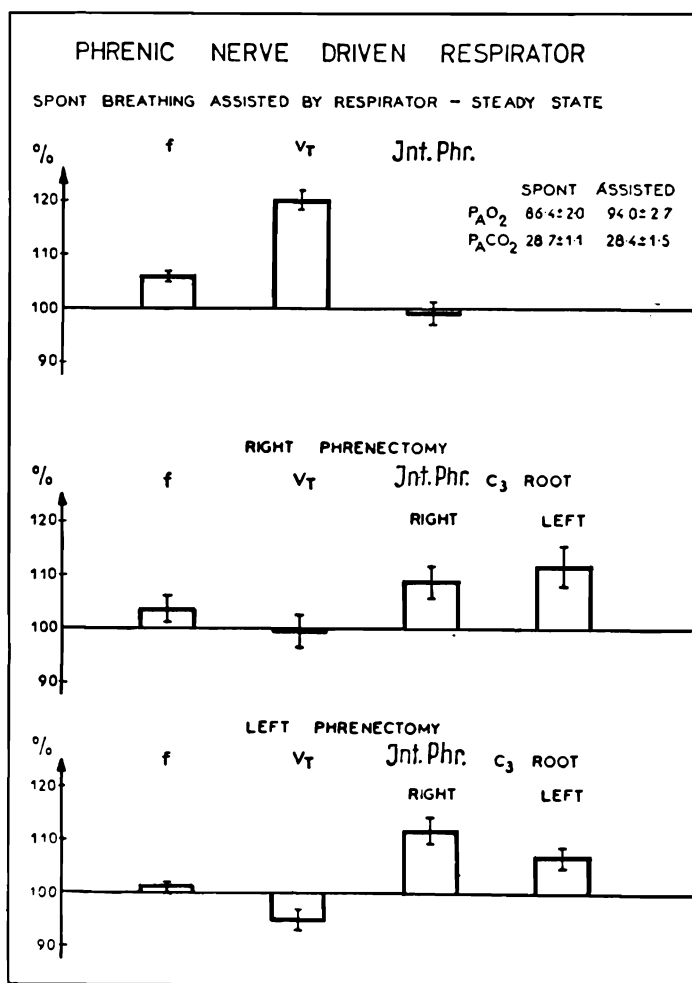 PHRENIC NERVE DRIVEN RESPIRATOR
SPONT BREATHING ASSISTED BY RESPIRATOR – STEADY STATE
% f VT Int. Phr.
SPONT ASSISTED
PAO2 86·4±2·0 94·0±2·7
PACO2 28·7±1·1 28·4±1·5
120
110
100
90
RIGHT PHRENECTOMY
% f VT Int. Phr. C3 ROOT
RIGHT LEFT
120
110
100
90
LEFT PHRENECTOMY
% f VT Int. Phr. C3 ROOT
RIGHT LEFT
120
110
100
90